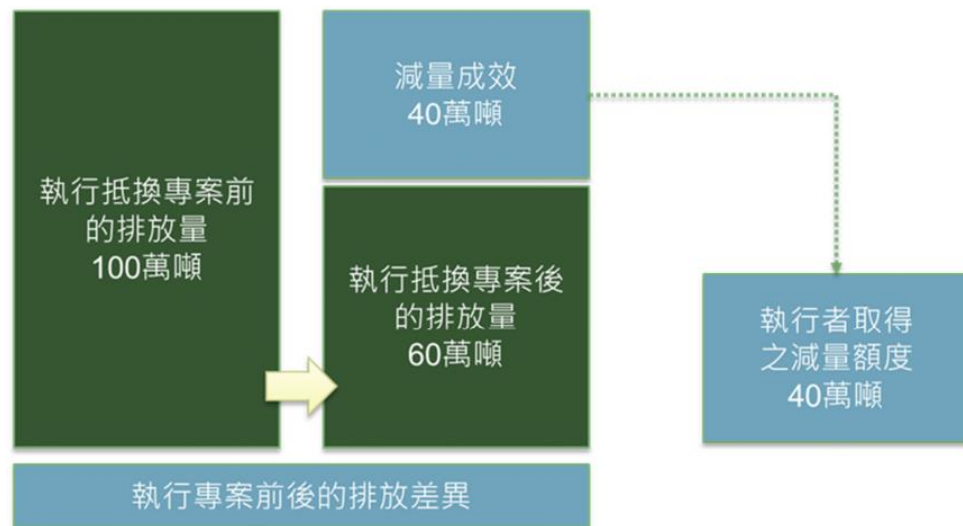 執行抵換專案前
的排放量
100萬噸
減量成效
40萬噸
執行抵換專案後
的排放量
60萬噸
執行者取得
之減量額度
40萬噸
執行專案前後的排放差異